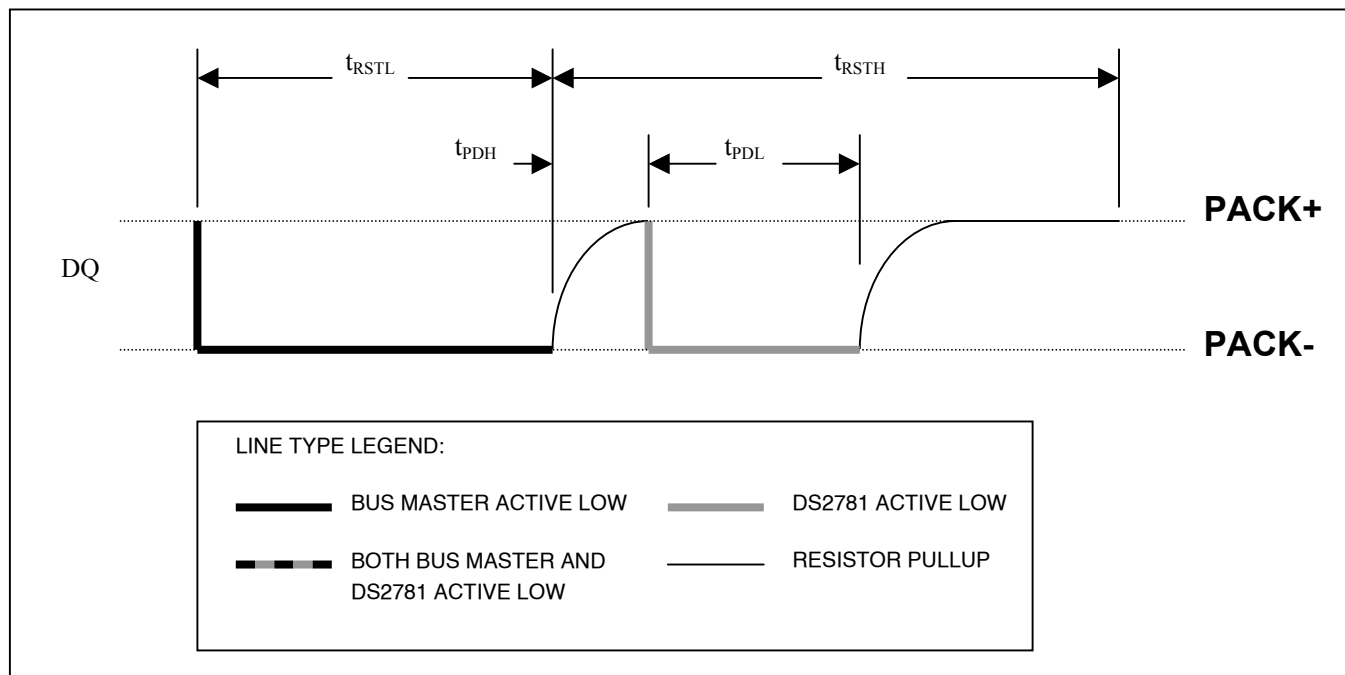 tRSTL
tRSTH
tPDH
tPDL
PACK+
DQ
PACK-
LINE TYPE LEGEND:
BUS MASTER ACTIVE LOW
DS2781 ACTIVE LOW
BOTH BUS MASTER AND
DS2781 ACTIVE LOW
RESISTOR PULLUP